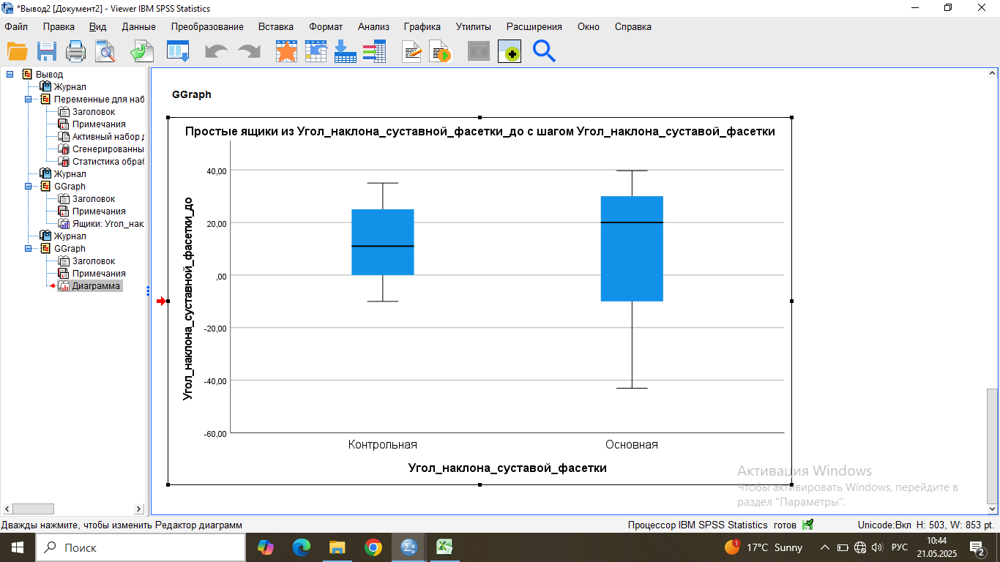 *Вывод2 [Документ2] - Viewer IBM SPSS Statistics
Файл Правка Вид Данные Преобразование Вставка Формат Анализ Графика Утилиты Расширения Окно Справка
Вывод
Журнал
Переменные для наб
Заголовок
Примечания
Активный набор д
Сгенерированны
Статистика обраб
Журнал
GGraph
Заголовок
Примечания
Ящики: Угол_нак
Журнал
GGraph
Заголовок
Примечания
Диаграмма
GGraph
Простые ящики из Угол_наклона_суставной_фасетки_до с шагом Угол_наклона_суставой_фасетки
Угол_наклона_суставной_фасетки_до
40,00
20,00
,00
-20,00
-40,00
-60,00
Контрольная Основная
Угол_наклона_суставой_фасетки
Активация Windows
Чтобы активировать Windows, перейдите в
раздел "Параметры".
Дважды нажмите, чтобы изменить Редактор диаграмм Процессор IBM SPSS Statistics готов Unicode:Вкл H: 503, W: 853 pt.
Поиск 17°C Sunny РУС 10:44
21.05.2025